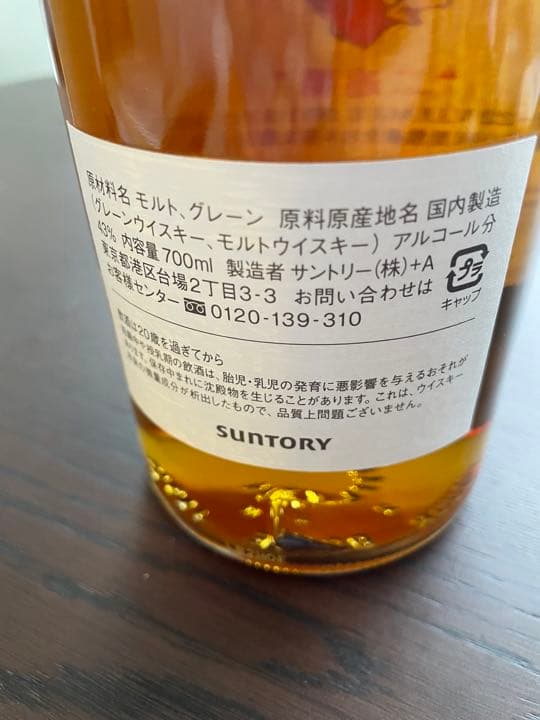 原材料名 モルト、グレーン 原料原産地名 国内製造
(グレーンウイスキー、モルトウイスキー) アルコール分
43% 内容量 700ml 製造者 サントリー(株)+A
東京都港区台場2丁目3-3 お問い合わせは
お客様センター 0120-139-310
プラ
キャップ
飲酒は20歳を過ぎてから
や授乳期の飲酒は、胎児・乳児の発育に悪影響を与えるおそれが
あります。保存中まれに沈殿物を生じることがあります。これは、ウイスキー
成分が析出したもので、品質上問題ございません。
SUNTORY